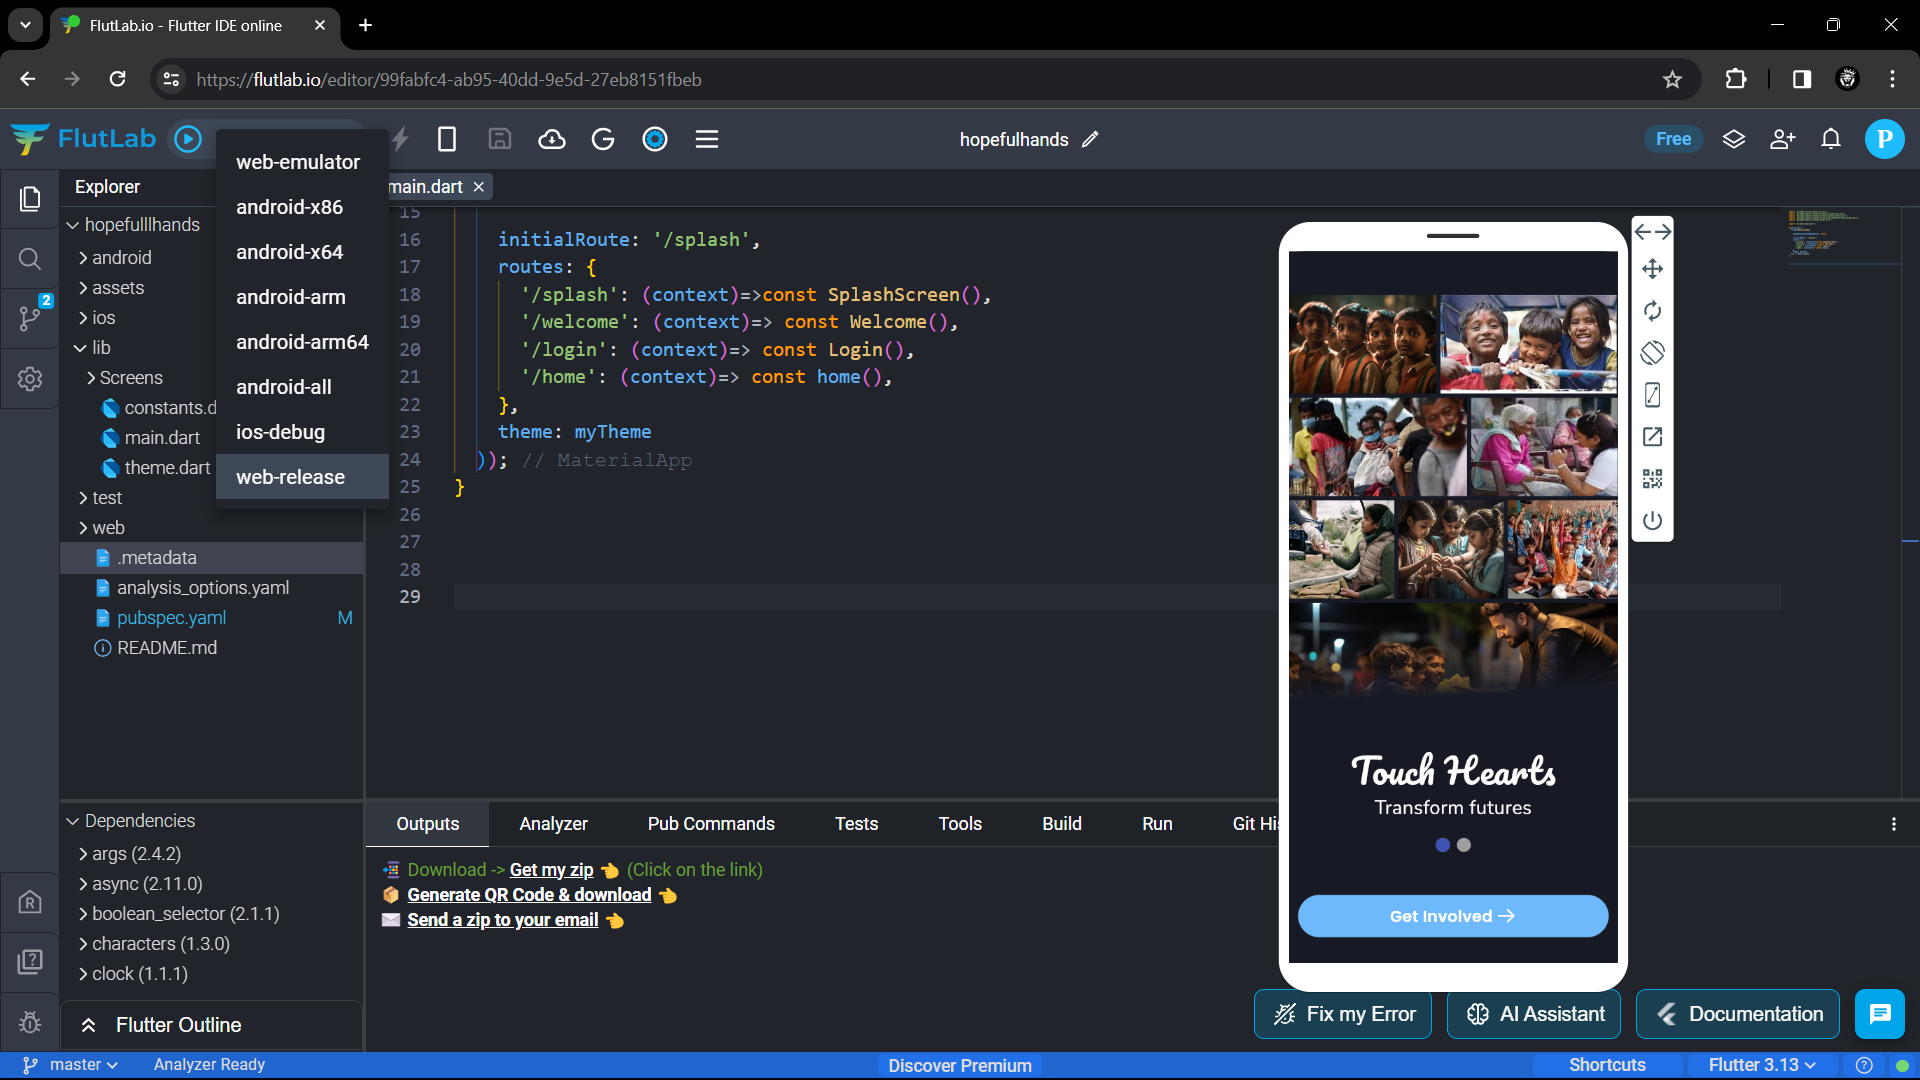 FlutLab.io - Flutter IDE online
https://flutlab.io/editor/99fabfc4-ab95-40dd-9e5d-27eb8151fbeb
FlutLab
hopefulhands
Free
P
web-emulator
android-x86
android-x64
android-arm
android-arm64
android-all
ios-debug
web-release
Explorer
hopefulllhands
android
assets
ios
lib
Screens
constants.d
main.dart
theme.dart
test
web
.metadata
analysis_options.yaml
pubspec.yaml M
README.md
2
main.dart
15
16 initialRoute: '/splash',
17 routes: {
18 '/splash': (context)=>const SplashScreen(),
19 '/welcome': (context)=> const Welcome(),
20 '/login': (context)=> const Login(),
21 '/home': (context)=> const home(),
22 },
23 theme: myTheme
24 )); // MaterialApp
25 }
26
27
28
29
Touch Hearts
Transform futures
Get Involved →
Dependencies
args (2.4.2)
async (2.11.0)
boolean_selector (2.1.1)
characters (1.3.0)
clock (1.1.1)
Flutter Outline
Outputs Analyzer Pub Commands Tests Tools Build Run Git His
Download -> Get my zip (Click on the link)
Generate QR Code & download
Send a zip to your email
Fix my Error
AI Assistant
Documentation
master
Analyzer Ready
Discover Premium
Shortcuts
Flutter 3.13